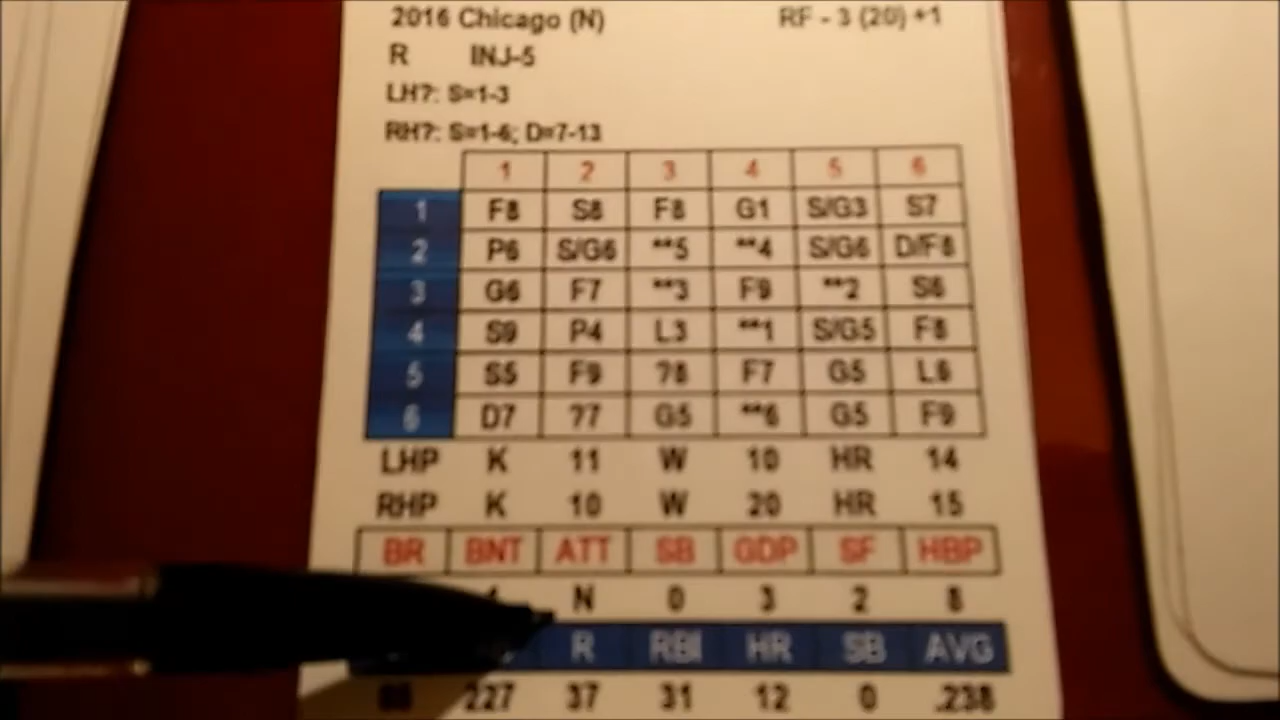 2016 Chicago (N) RF - 3 (20) +1
R INJ-5
LH?: S=1-3
RH?: S=1-6; D=7-13
1 2 3 4 5 6
1 F8 S8 F8 G1 S/G3 S7
2 P6 S/G6 **5 **4 S/G6 D/F8
3 G6 F7 **3 F9 **2 S6
4 S9 P4 L3 **1 S/G5 F8
5 S5 F9 ?8 F7 G5 L6
6 D7 ?7 G5 **6 G5 F9
LHP K 11 W 10 HR 14
RHP K 10 W 20 HR 15
BR BNT ATT SB GDP SF HBP
N 0 3 2 8
R RBI HR SB AVG
227 37 31 12 0 .238